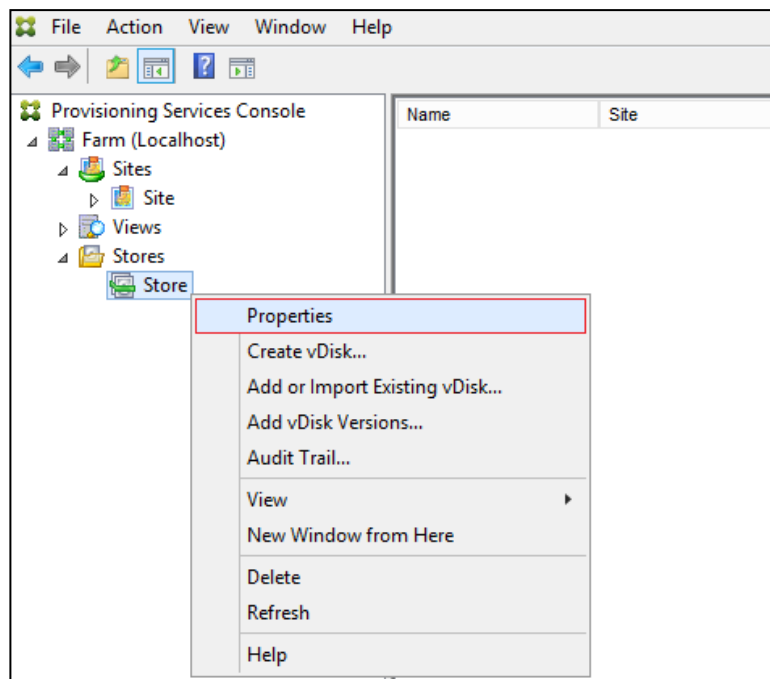 File Action View Window Help
Provisioning Services Console
Farm (Localhost)
Sites
Site
Views
Stores
Store
Name Site
Properties
Create vDisk...
Add or Import Existing vDisk...
Add vDisk Versions...
Audit Trail...
View
New Window from Here
Delete
Refresh
Help